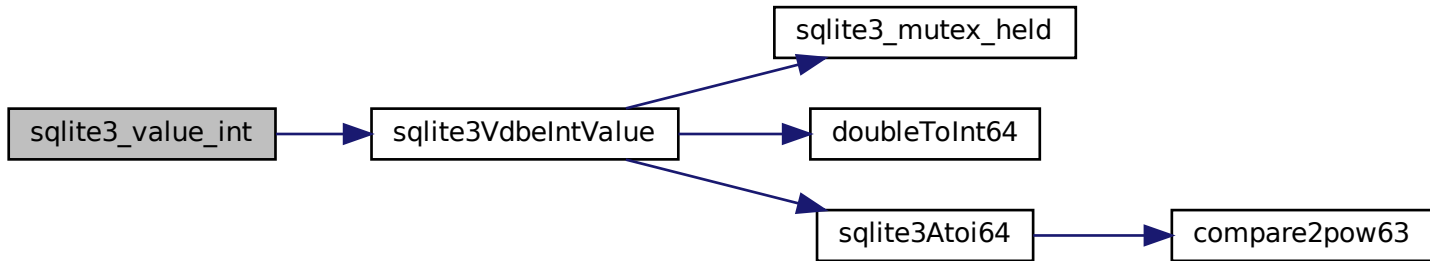 sqlite3_mutex_held
sqlite3_value_int
sqlite3VdbeIntValue
doubleToInt64
sqlite3Atoi64
compare2pow63